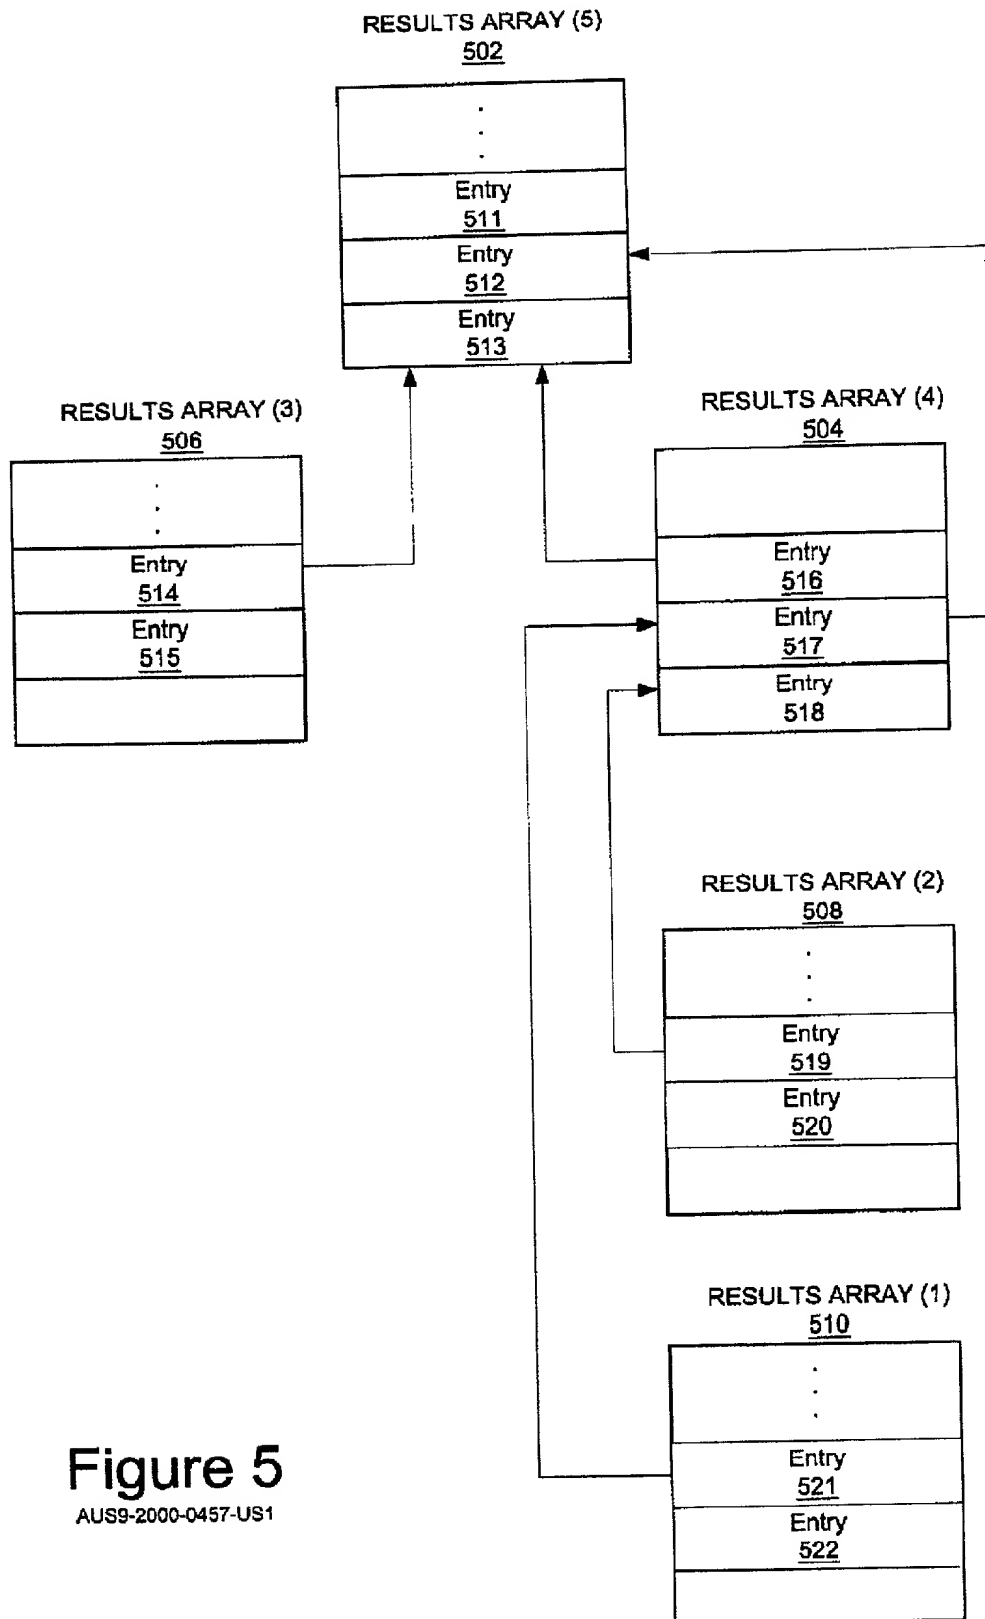 RESULTS ARRAY (5)
502
Entry
511
Entry
512
Entry
513
RESULTS ARRAY (3)
506
Entry
514
Entry
515
RESULTS ARRAY (4)
504
Entry
516
Entry
517
Entry
518
RESULTS ARRAY (2)
508
Entry
519
Entry
520
RESULTS ARRAY (1)
510
Entry
521
Entry
522
Figure 5
AUS9-2000-0457-US1